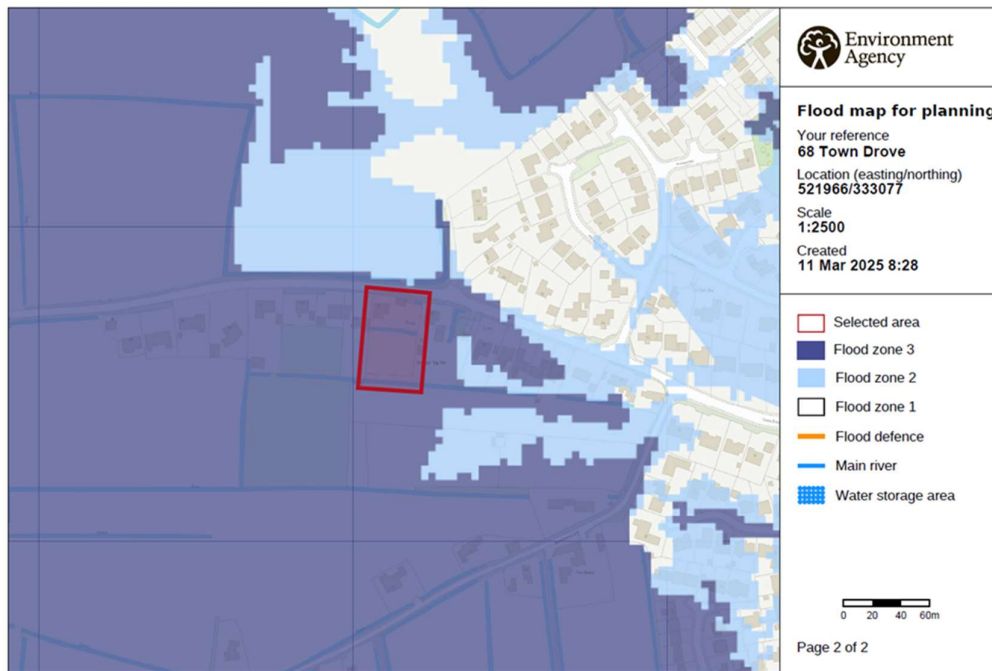 Environment
Agency
Flood map for planning
Your reference
68 Town Drove
Location (easting/northing)
521966/333077
Scale
1:2500
Created
11 Mar 2025 8:28
Selected area
Flood zone 3
Flood zone 2
Flood zone 1
Flood defence
Main river
Water storage area
0 20 40 60m
Page 2 of 2